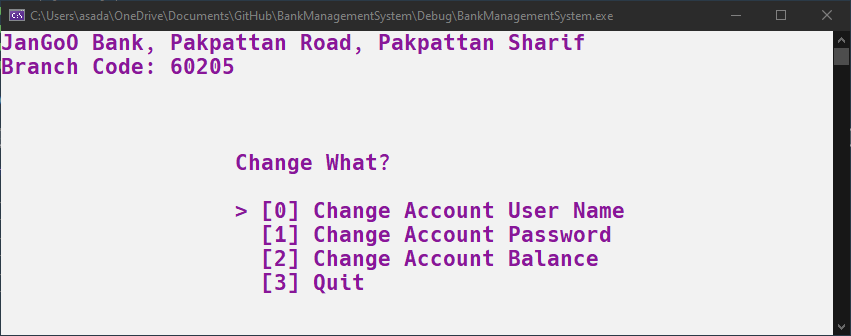 C:\Users\asada\OneDrive\Documents\GitHub\BankManagementSystem\Debug\BankManagementSystem.exe
JanGoO Bank, Pakpattan Road, Pakpattan Sharif
Branch Code: 60205
Change What?
> [0] Change Account User Name
[1] Change Account Password
[2] Change Account Balance
[3] Quit